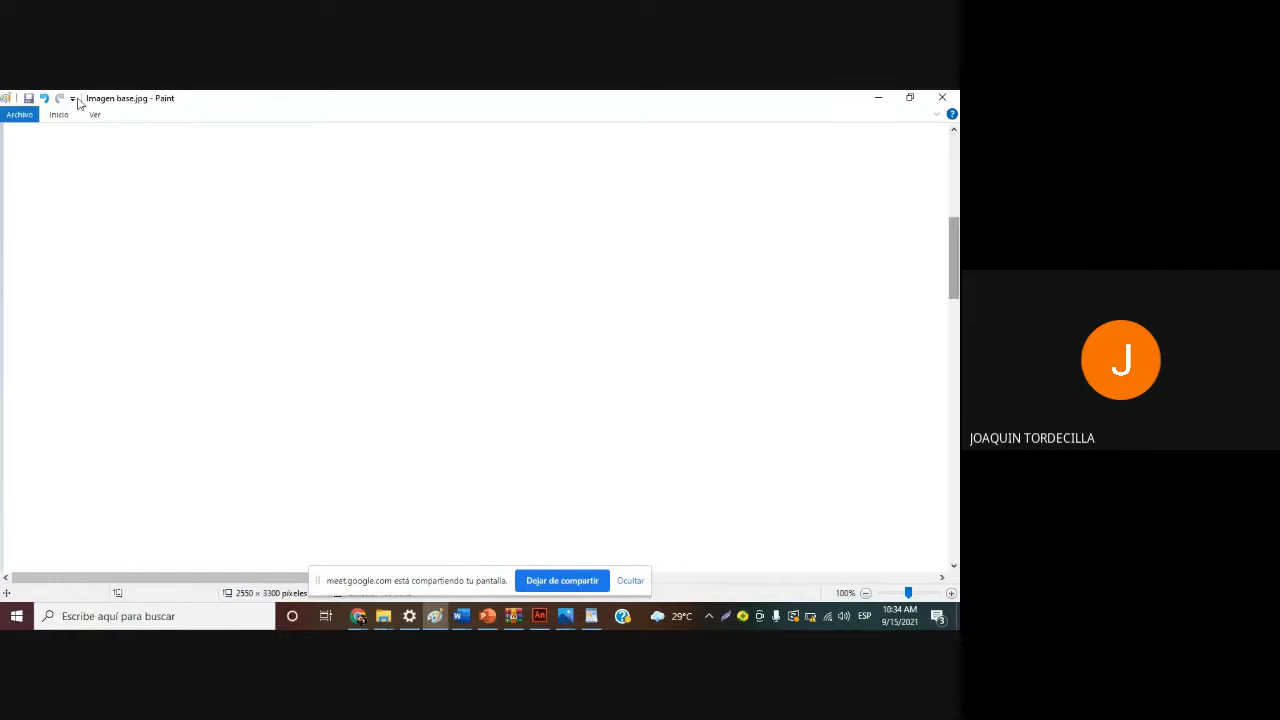 Imagen base.jpg - Paint
Archivo Inicio Ver
meet.google.com está compartiendo tu pantalla. Dejar de compartir Ocultar
2550 × 3300 píxeles 100%
Escribe aquí para buscar 29°C ESP 10:34 AM
9/15/2021
3
J
JOAQUIN TORDECILLA